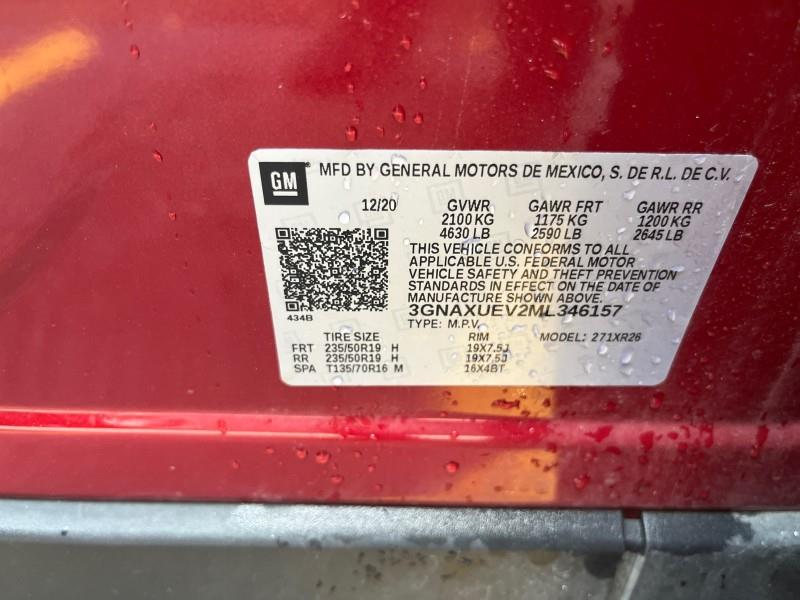 GM MFD BY GENERAL MOTORS DE MEXICO, S. DE R.L. DE C.V.
12/20 GVWR GAWR FRT GAWR RR
2100 KG 1175 KG 1200 KG
4630 LB 2590 LB 2645 LB
THIS VEHICLE CONFORMS TO ALL
APPLICABLE U.S. FEDERAL MOTOR
VEHICLE SAFETY AND THEFT PREVENTION
STANDARDS IN EFFECT ON THE DATE OF
MANUFACTURE SHOWN ABOVE.
434B
3GNAXUEV2ML346157
TYPE: M.P.V. MODEL: 271XR26
TIRE SIZE RIM
FRT 235/50R19 H 19X7.5J
RR 235/50R19 H 19X7.5J
SPA T135/70R16 M 16X4BT